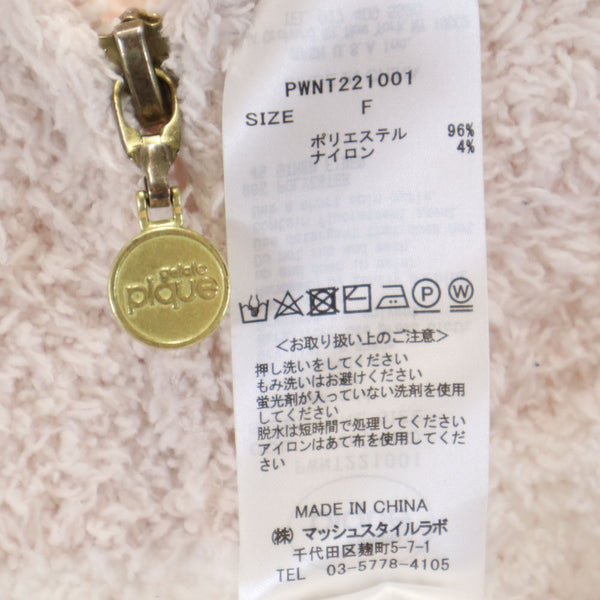 gelato
pique
PWNT221001
SIZE F
ポリエステル 96%
ナイロン 4%
P W
＜お取り扱い上のご注意＞
押し洗いをしてください
もみ洗いはお避けください
蛍光剤が入っていない洗剤を使用
してください
脱水は短時間で処理してください
アイロンはあて布を使用してくだ
さい
MADE IN CHINA
(株) マッシュスタイルラボ
千代田区麹町5-7-1
TEL 03-5778-4105